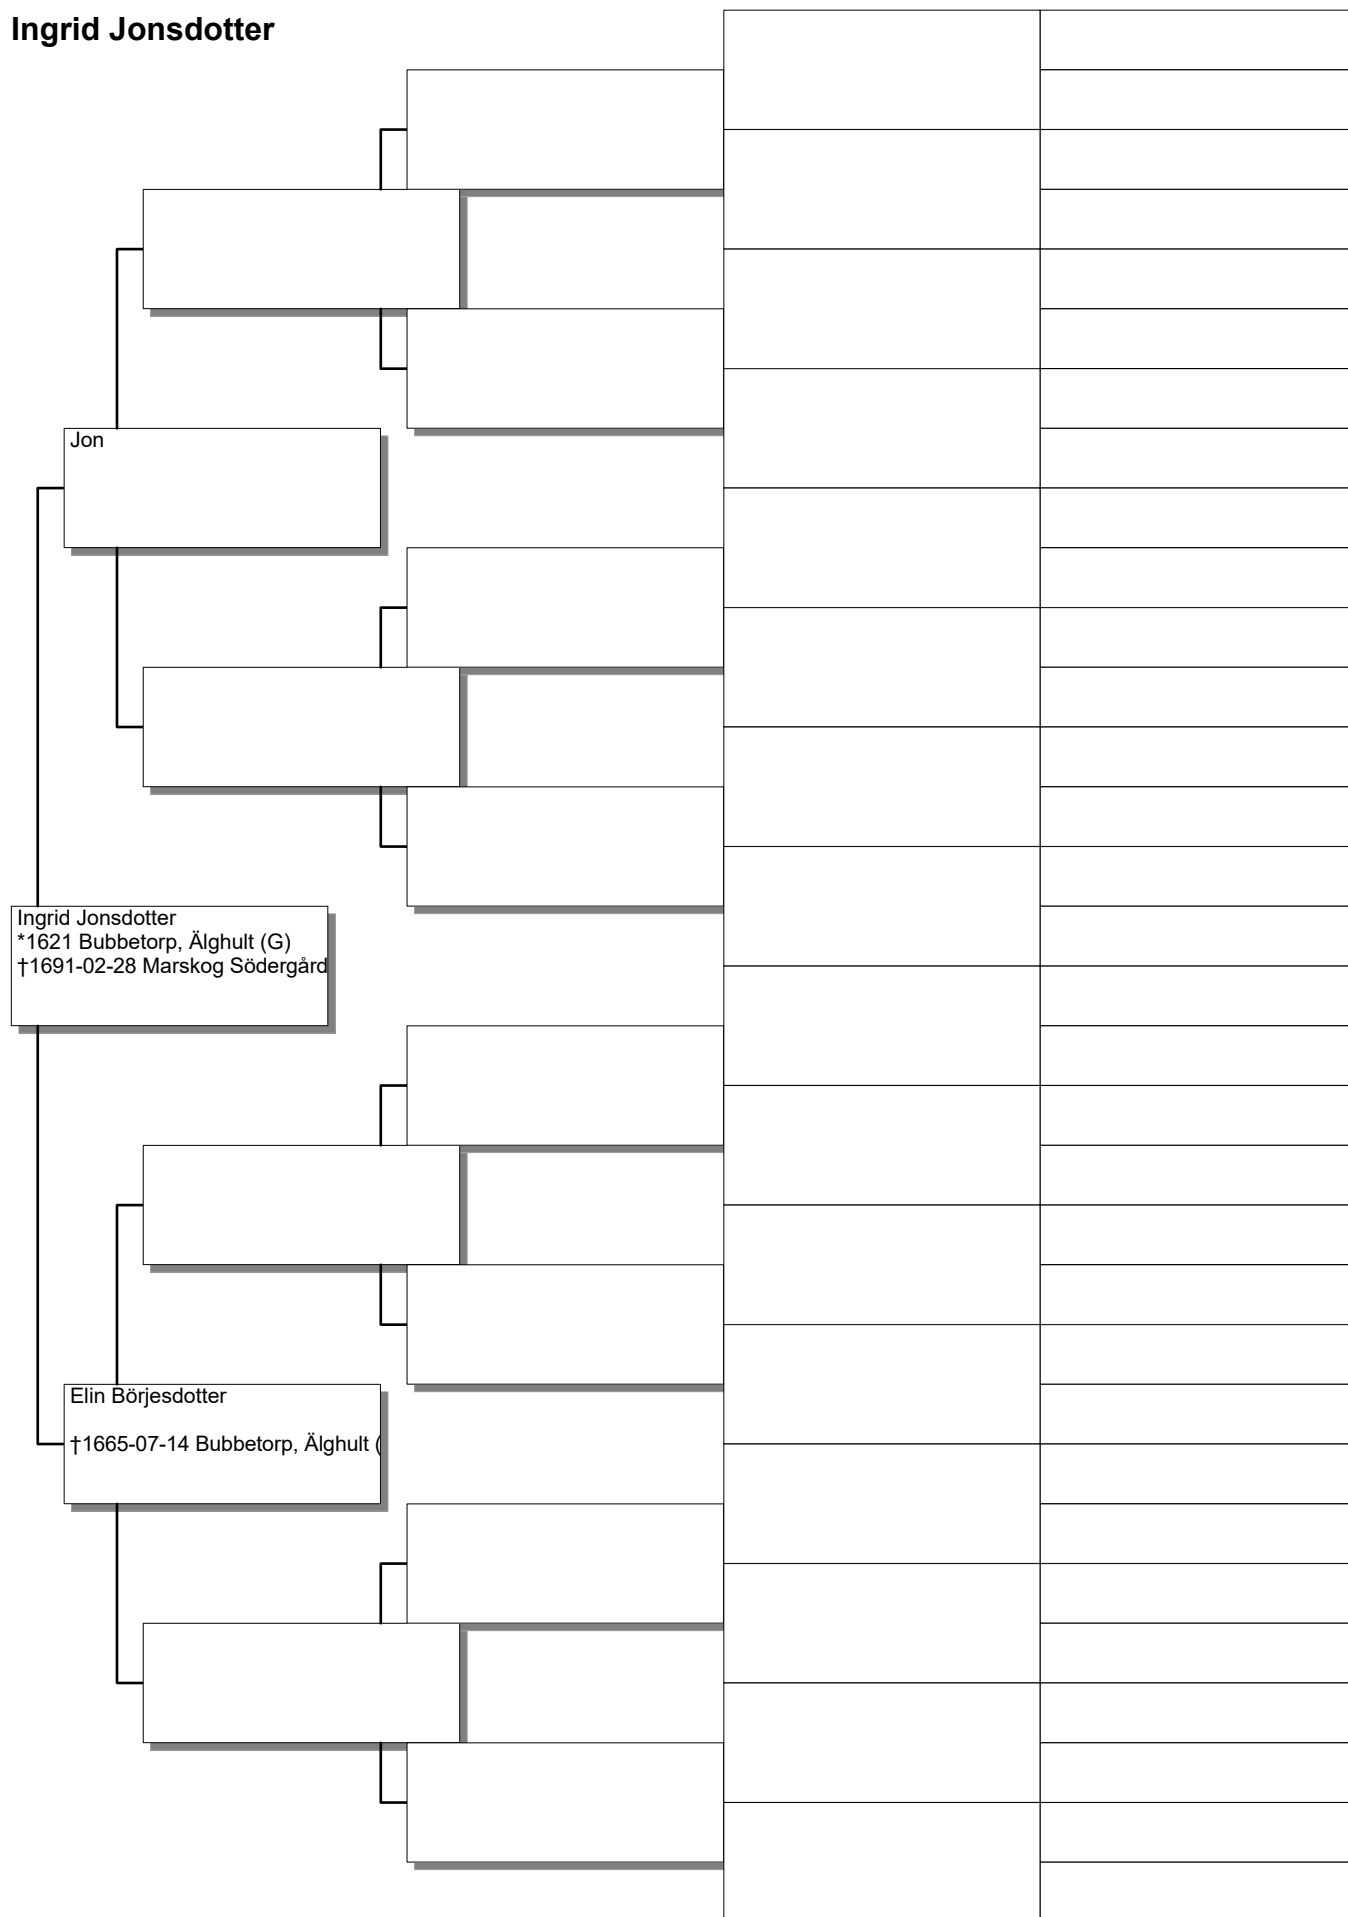 Ingrid Jonsdotter
Jon
Ingrid Jonsdotter
*1621 Bubbetorp, Älghult (G)
†1691-02-28 Marskog Södergård
Elin Börjesdotter
†1665-07-14 Bubbetorp, Älghult (